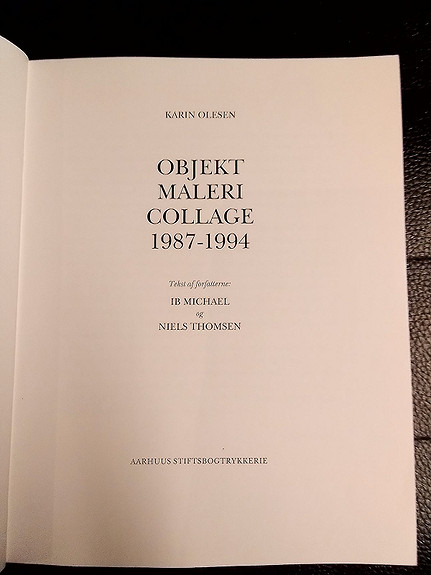 KARIN OLESEN
OBJEKT
MALERI
COLLAGE
1987-1994
Tekst af forfatterne:
IB MICHAEL
og
NIELS THOMSEN
AARHUUS STIFTSBOGTRYKKERIE